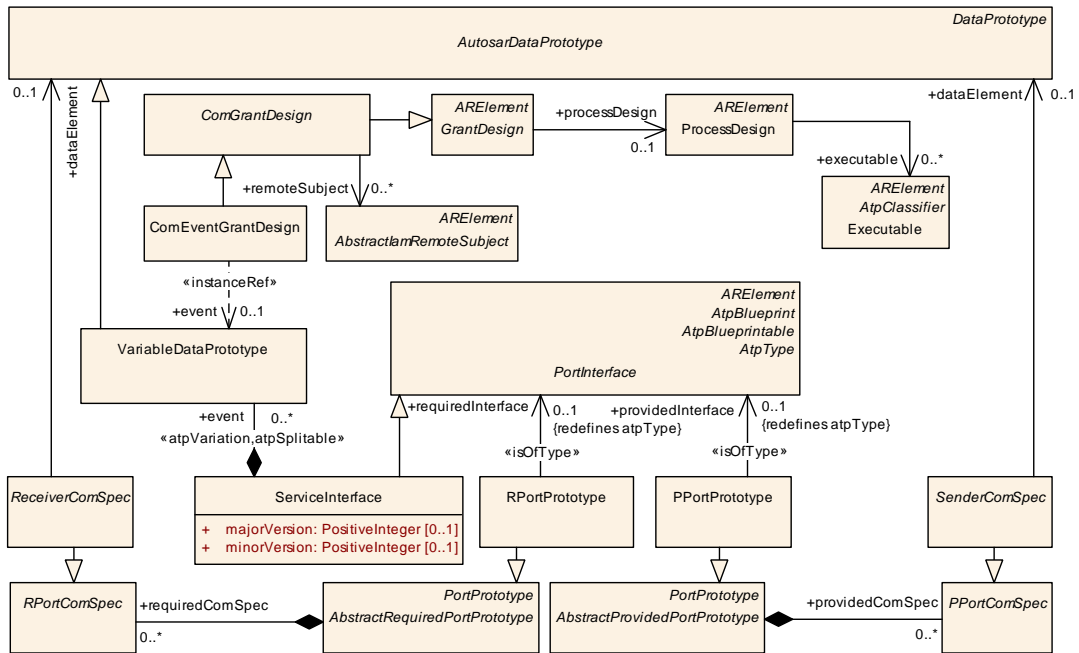 DataPrototype
AutosarDataPrototype
0..1
+dataElement
+dataElement
0..1
ComGrantDesign
ARElement
GrantDesign
+processDesign
0..1
ARElement
ProcessDesign
+executable
0..*
+remoteSubject
0..*
ARElement
AtpClassifier
Executable
ComEventGrantDesign
ARElement
AbstractIamRemoteSubject
«instanceRef»
+event
0..1
ARElement
AtpBlueprint
AtpBlueprintable
AtpType
PortInterface
VariableDataPrototype
+event
0..*
«atpVariation,atpSplitable»
+requiredInterface
0..1
{redefines atpType}
«isOfType»
+providedInterface
0..1
{redefines atpType}
«isOfType»
ReceiverComSpec
ServiceInterface
+ majorVersion: PositiveInteger [0..1]
+ minorVersion: PositiveInteger [0..1]
RPortPrototype
PPortPrototype
SenderComSpec
RPortComSpec
+requiredComSpec
0..*
PortPrototype
AbstractRequiredPortPrototype
PortPrototype
AbstractProvidedPortPrototype
+providedComSpec
0..*
PPortComSpec